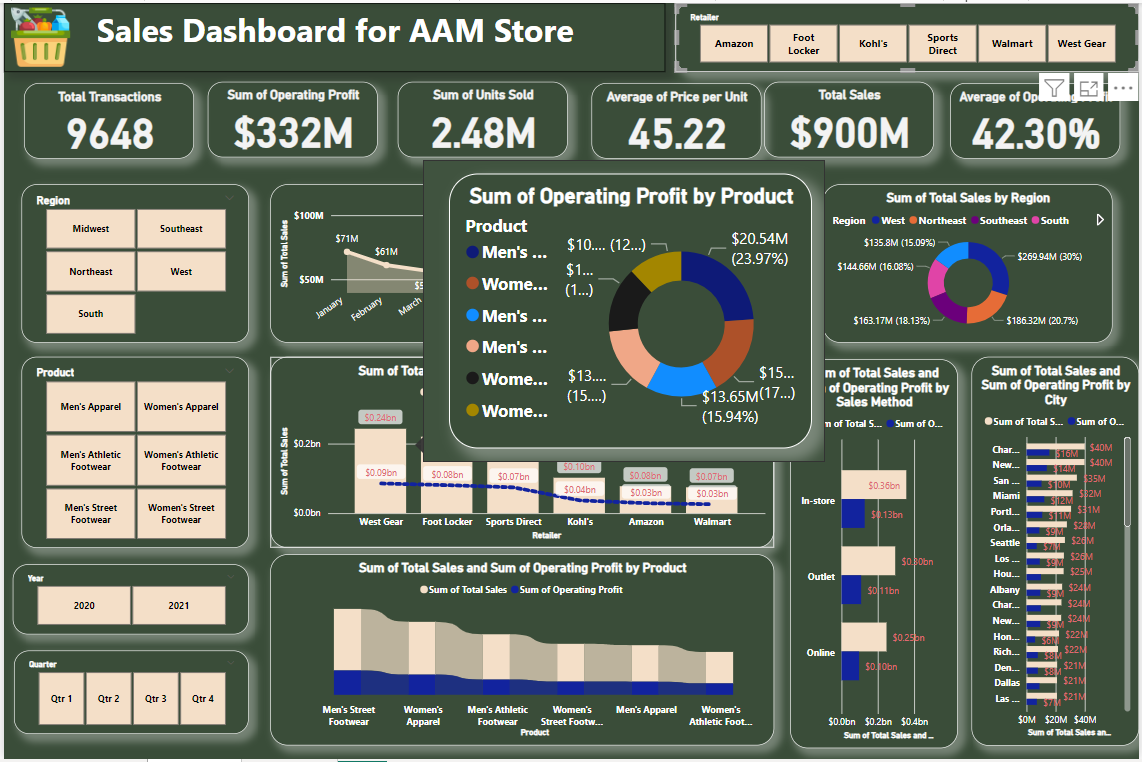 Sales Dashboard for AAM Store
Retailer
Amazon
Foot
Locker
Kohl's
Sports
Direct
Walmart
West Gear
Total Transactions
9648
Sum of Operating Profit
$332M
Sum of Units Sold
2.48M
Average of Price per Unit
45.22
Total Sales
$900M
Average of
42.30%
Region
Midwest
Southeast
Northeast
West
South
Sum of Total Sales
$100M
$50M
$71M
$61M
January
February
March
Sum of Operating Profit by Product
Product
Men's ...
Wome...
Men's ...
Men's ...
Wome...
Wome...
$20.54M
(23.97%)
$15...
(17...)
$13.65M
(15.94%)
$13....
(15....)
$1...
(1...)
$10.... (12...)
Sum of Total Sales by Region
Region West Northeast Southeast South
$269.94M (30%)
$186.32M (20.7%)
$163.17M (18.13%)
$144.66M (16.08%)
$135.8M (15.09%)
Product
Men's Apparel
Women's Apparel
Men's Athletic
Footwear
Women's Athletic
Footwear
Men's Street
Footwear
Women's Street
Footwear
Sum of
Sum of Total Sales
$0.2bn
$0.0bn
$0.24bn
$0.10bn
$0.08bn
$0.07bn
$0.09bn
$0.08bn
$0.07bn
$0.04bn
$0.03bn
$0.03bn
West Gear
Foot Locker
Sports Direct
Kohl's
Amazon
Walmart
Retailer
of Total Sales and
of Operating Profit by
Sales Method
of Total S... Sum of O...
In-store
Outlet
Online
$0.36bn
$0.13bn
$0.30bn
$0.11bn
$0.25bn
$0.10bn
$0.0bn $0.2bn $0.4bn
Sum of Total Sales and ...
Sum of Total Sales and
Sum of Operating Profit by
City
Sum of Total S... Sum of O...
Char... $40M
$16M
New... $40M
$14M
San ... $35M
$10M
Miami $32M
$12M
Portl... $31M
$11M
Orla... $28M
$9M
Seattle $26M
$7M
Los ... $26M
$9M
Hou... $25M
Albany $24M
$9M
Char... $24M
New... $24M
$9M
Hon... $22M
$6M
Rich... $22M
$8M
Den... $21M
$8M
Dallas $21M
Las ... $21M
$7M
$0M $20M $40M
Sum of Total Sales an...
Year
2020
2021
Quarter
Qtr 1
Qtr 2
Qtr 3
Qtr 4
Sum of Total Sales and Sum of Operating Profit by Product
Sum of Total Sales Sum of Operating Profit
Men's Street
Footwear
Women's
Apparel
Men's Athletic
Footwear
Women's
Street Footw...
Men's Apparel
Women's
Athletic Foot...
Product